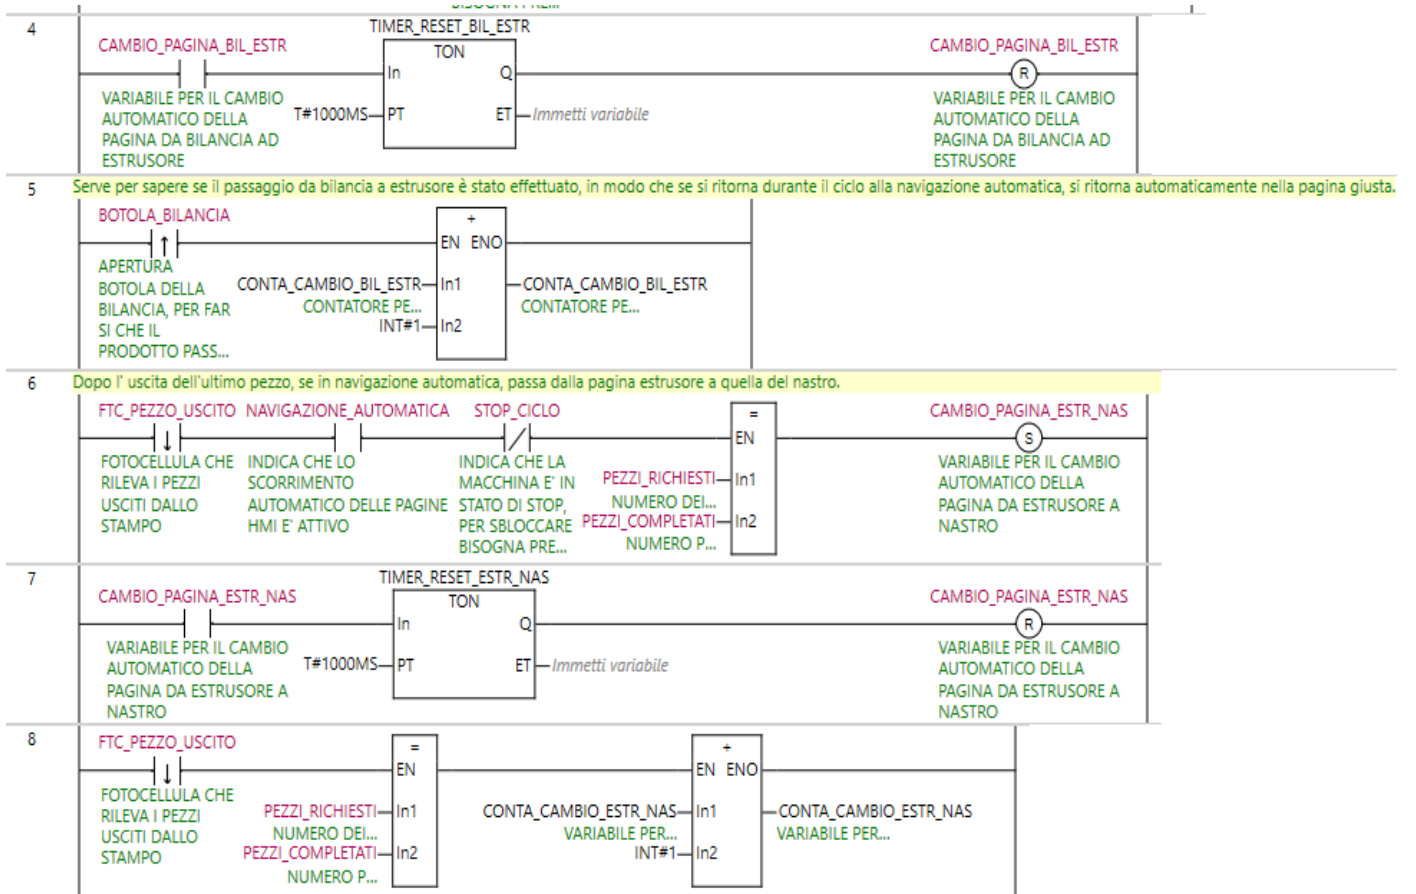 4
TIMER_RESET_BIL_ESTR
CAMBIO_PAGINA_BIL_ESTR
TON
CAMBIO_PAGINA_BIL_ESTR
In
Q
R
VARIABILE PER IL CAMBIO
AUTOMATICO DELLA
PAGINA DA BILANCIA AD
ESTRUSORE
T#1000MS
PT
ET
Immetti variabile
VARIABILE PER IL CAMBIO
AUTOMATICO DELLA
PAGINA DA BILANCIA AD
ESTRUSORE
5
Serve per sapere se il passaggio da bilancia a estrusore è stato effettuato, in modo che se si ritorna durante il ciclo alla navigazione automatica, si ritorna automaticamente nella pagina giusta.
BOTOLA_BILANCIA
+
EN ENO
APERTURA
BOTOLA DELLA
BILANCIA, PER FAR
SI CHE IL
PRODOTTO PASS...
CONTA_CAMBIO_BIL_ESTR
In1
CONTA_CAMBIO_BIL_ESTR
CONTATORE PE...
CONTATORE PE...
INT#1
In2
6
Dopo l' uscita dell'ultimo pezzo, se in navigazione automatica, passa dalla pagina estrusore a quella del nastro.
FTC_PEZZO_USCITO
NAVIGAZIONE_AUTOMATICA
STOP_CICLO
=
CAMBIO_PAGINA_ESTR_NAS
EN
S
FOTOCELLULA CHE
RILEVA I PEZZI
USCITI DALLO
STAMPO
INDICA CHE LO
SCORRIMENTO
AUTOMATICO DELLE PAGINE
HMI E' ATTIVO
INDICA CHE LA
MACCHINA E' IN
STATO DI STOP,
PER SBLOCCARE
BISOGNA PRE...
PEZZI_RICHIESTI
In1
NUMERO DEI...
PEZZI_COMPLETATI
In2
NUMERO P...
VARIABILE PER IL CAMBIO
AUTOMATICO DELLA
PAGINA DA ESTRUSORE A
NASTRO
7
TIMER_RESET_ESTR_NAS
CAMBIO_PAGINA_ESTR_NAS
TON
CAMBIO_PAGINA_ESTR_NAS
In
Q
R
VARIABILE PER IL CAMBIO
AUTOMATICO DELLA
PAGINA DA ESTRUSORE A
NASTRO
T#1000MS
PT
ET
Immetti variabile
VARIABILE PER IL CAMBIO
AUTOMATICO DELLA
PAGINA DA ESTRUSORE A
NASTRO
8
FTC_PEZZO_USCITO
=
+
EN
EN ENO
FOTOCELLULA CHE
RILEVA I PEZZI
USCITI DALLO
STAMPO
PEZZI_RICHIESTI
In1
NUMERO DEI...
PEZZI_COMPLETATI
In2
NUMERO P...
CONTA_CAMBIO_ESTR_NAS
In1
CONTA_CAMBIO_ESTR_NAS
VARIABILE PER...
VARIABILE PER...
INT#1
In2